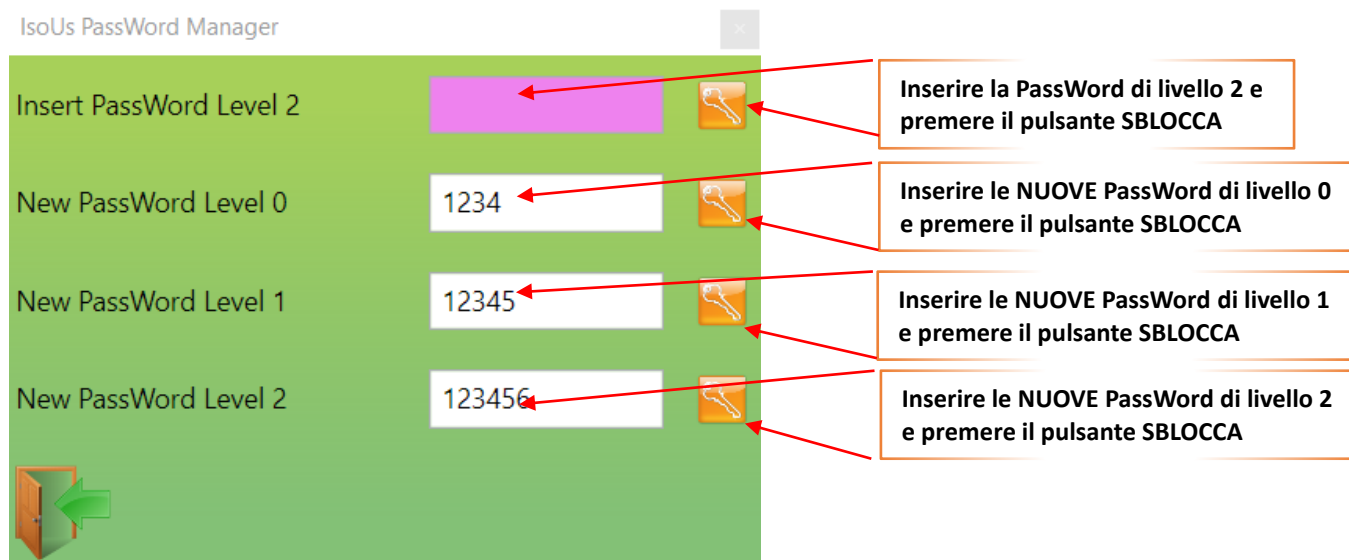 IsoUs PassWord Manager
×
Insert PassWord Level 2
Inserire la PassWord di livello 2 e
premere il pulsante SBLOCCA
New PassWord Level 0
1234
Inserire le NUOVE PassWord di livello 0
e premere il pulsante SBLOCCA
New PassWord Level 1
12345
Inserire le NUOVE PassWord di livello 1
e premere il pulsante SBLOCCA
New PassWord Level 2
123456
Inserire le NUOVE PassWord di livello 2
e premere il pulsante SBLOCCA